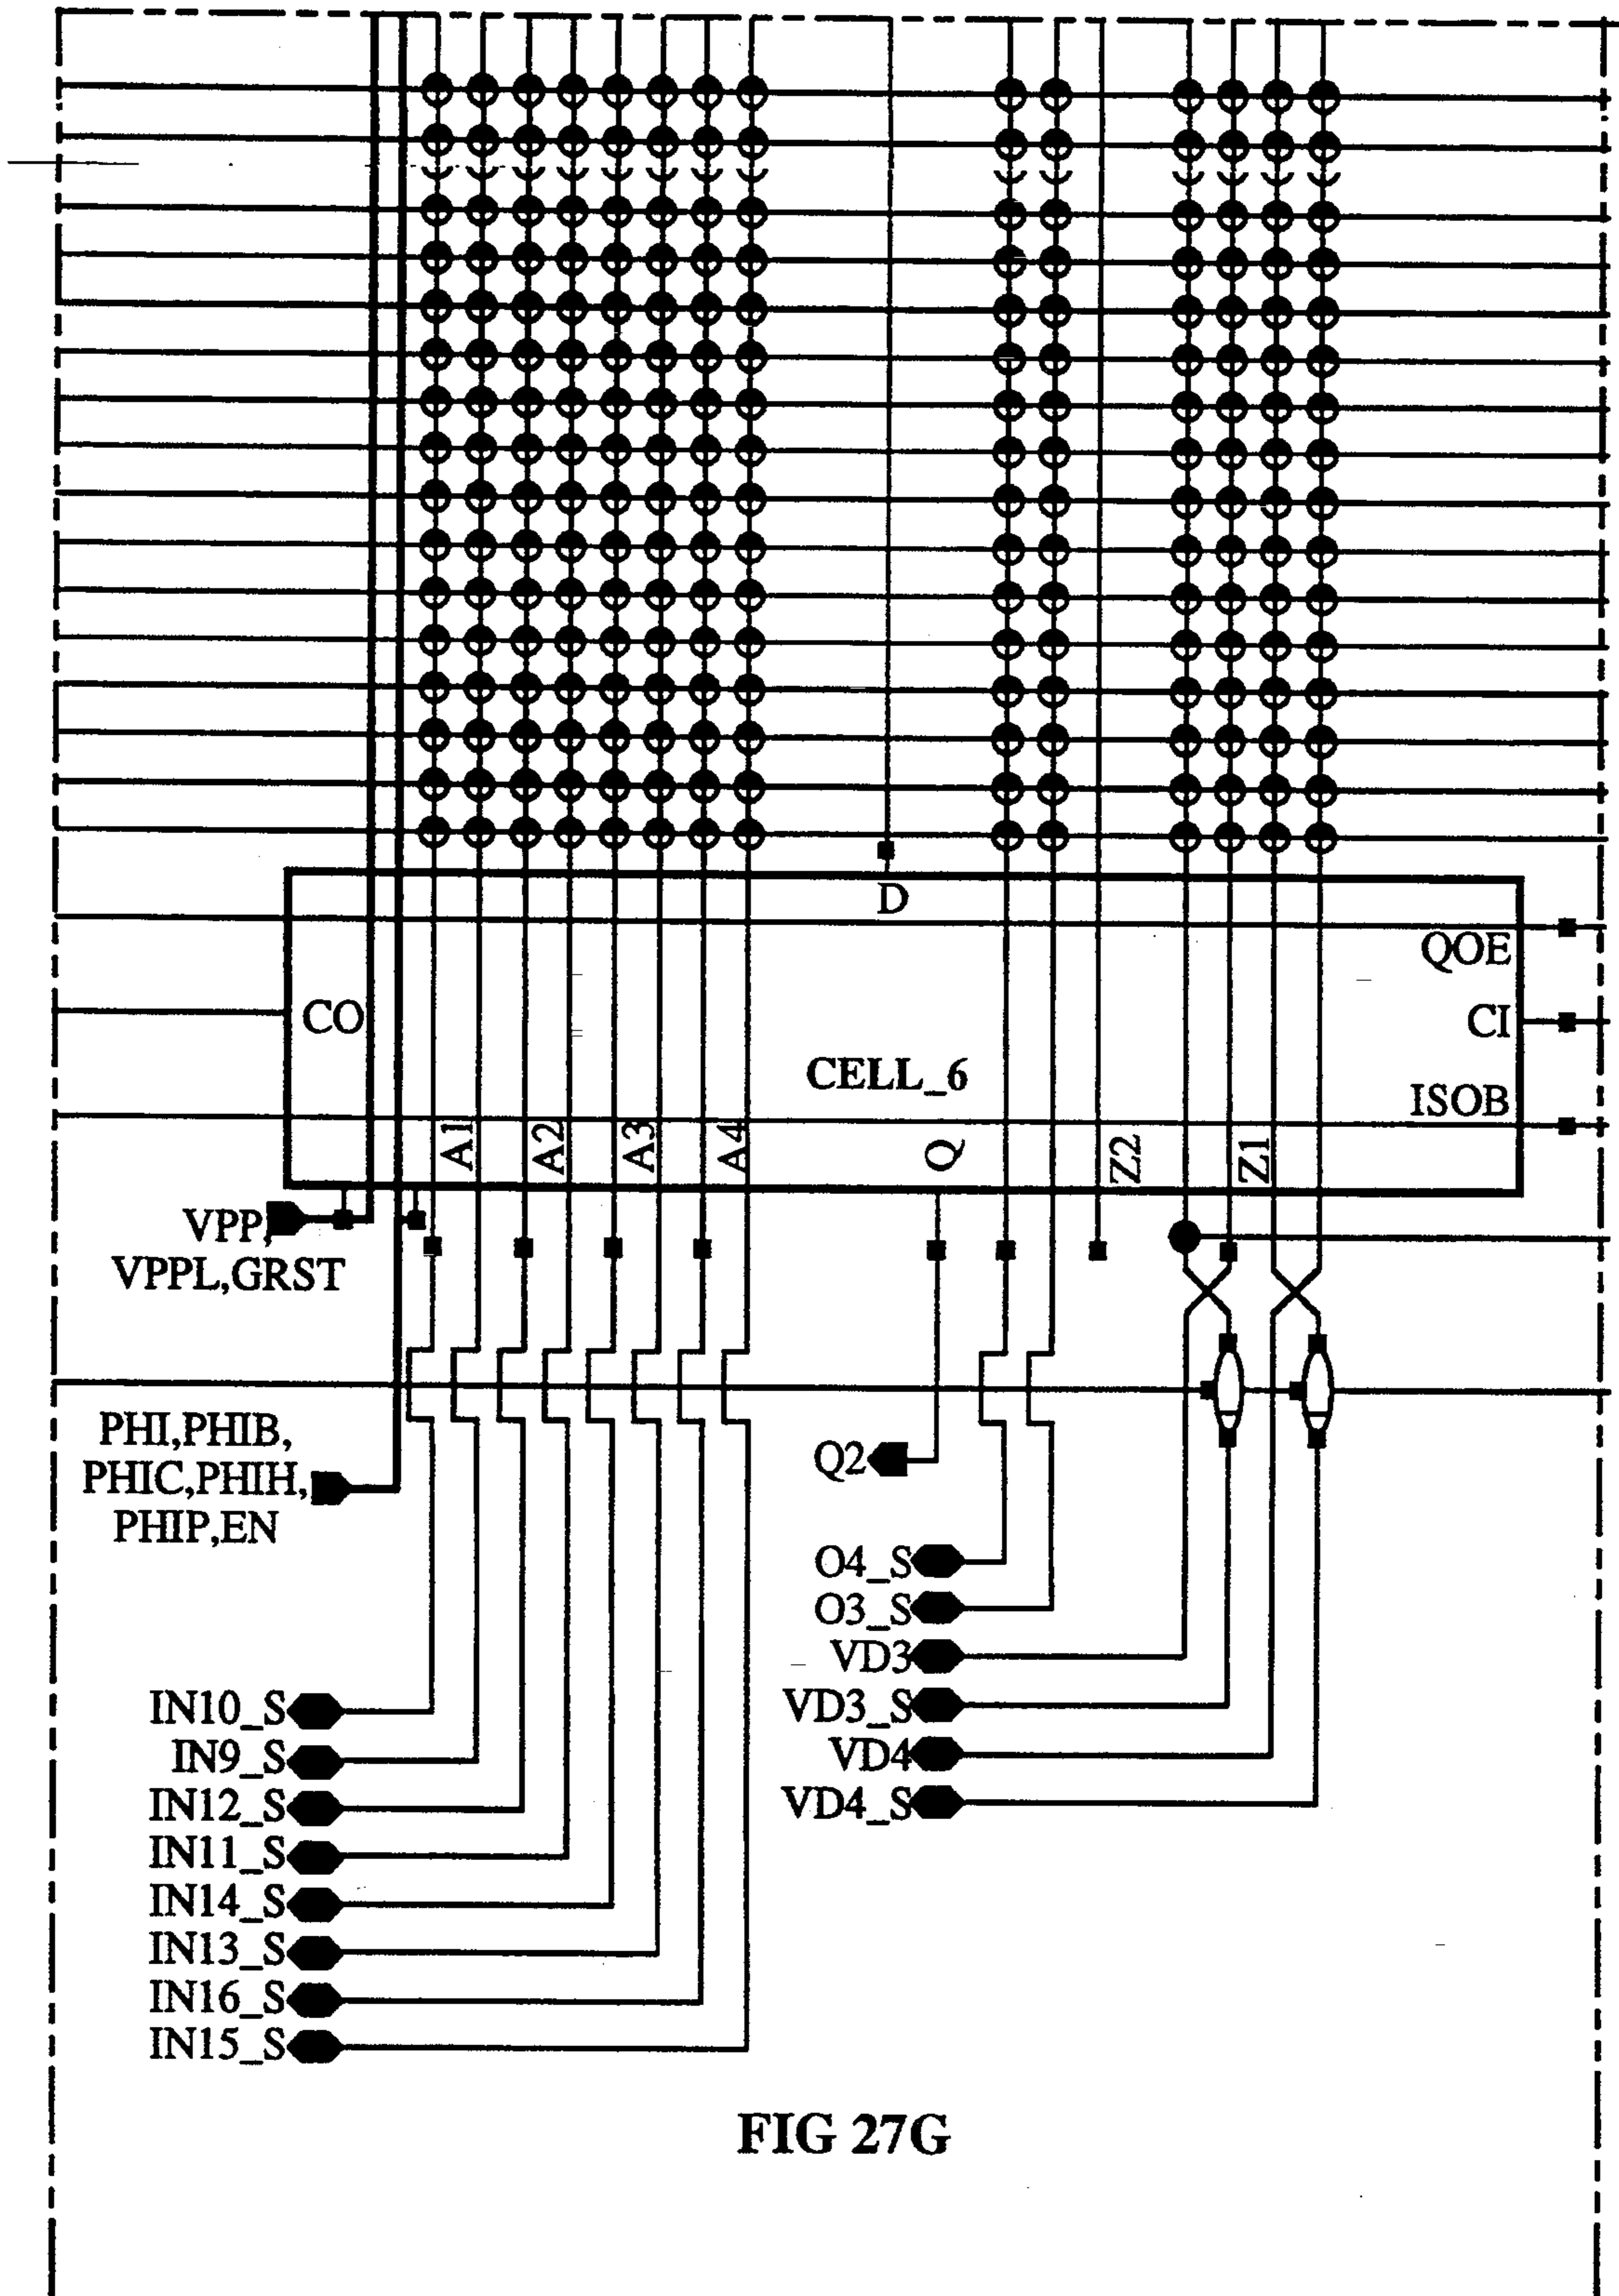 D
QOE
CO
CI
CELL_6
ISOB
A1
A2
A3
A4
Q
Z2
Z1
VPP,
VPPL,GRST
PHI,PHIB,
PHIC,PHIH,
PHIP,EN
Q2
O4_S
O3_S
VD3
VD3_S
VD4
VD4_S
IN10_S
IN9_S
IN12_S
IN11_S
IN14_S
IN13_S
IN16_S
IN15_S
FIG 27G